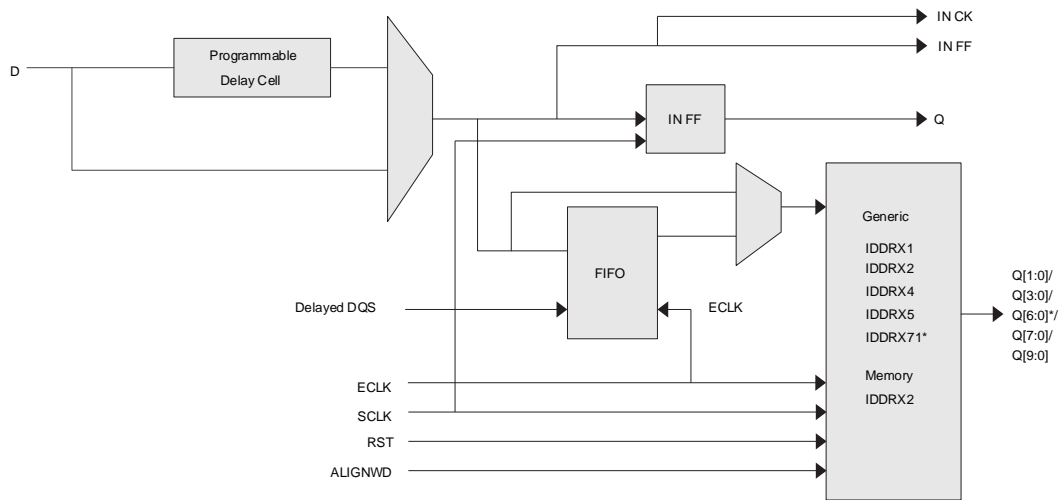 IN CK
IN FF
D
Programmable
Delay Cell
IN FF
Q
Generic
IDDRX1
IDDRX2
IDDRX4
IDDRX5
IDDRX71*
Memory
IDDRX2
FIFO
Delayed DQS
ECLK
Q[1:0]/
Q[3:0]/
Q[6:0]*/
Q[7:0]/
Q[9:0]
ECLK
SCLK
RST
ALIGNWD